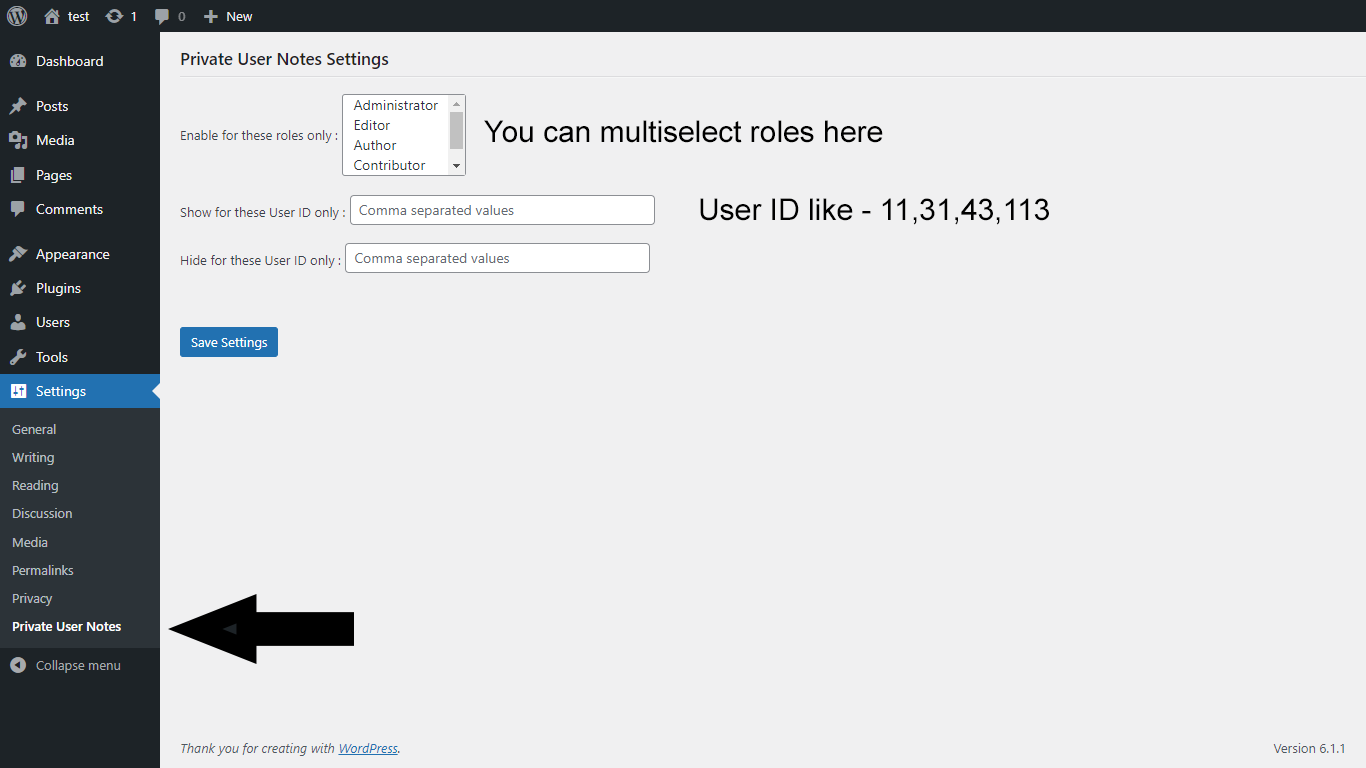 test 1 0 New
Dashboard
Posts
Media
Pages
Comments
Appearance
Plugins
Users
Tools
Settings
General
Writing
Reading
Discussion
Media
Permalinks
Privacy
Private User Notes
Collapse menu
Private User Notes Settings
Enable for these roles only :
Administrator
Editor
Author
Contributor
You can multiselect roles here
Show for these User ID only : Comma separated values
User ID like - 11,31,43,113
Hide for these User ID only : Comma separated values
Save Settings
Thank you for creating with WordPress.
Version 6.1.1